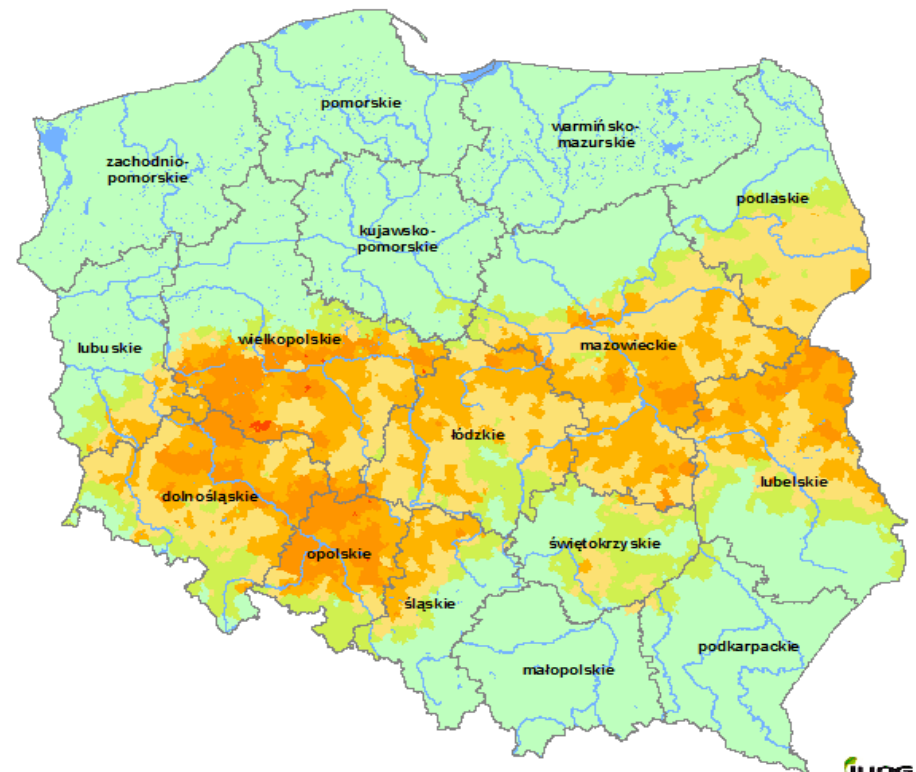 pomorskie
warmińsko-
mazurskie
zachodnio-
pomorskie
podlaskie
kujawsko-
pomorskie
wielkopolskie
lubuskie
mazowieckie
łódzkie
dolnośląskie
lubelskie
opolskie
świętokrzyskie
śląskie
podkarpackie
małopolskie